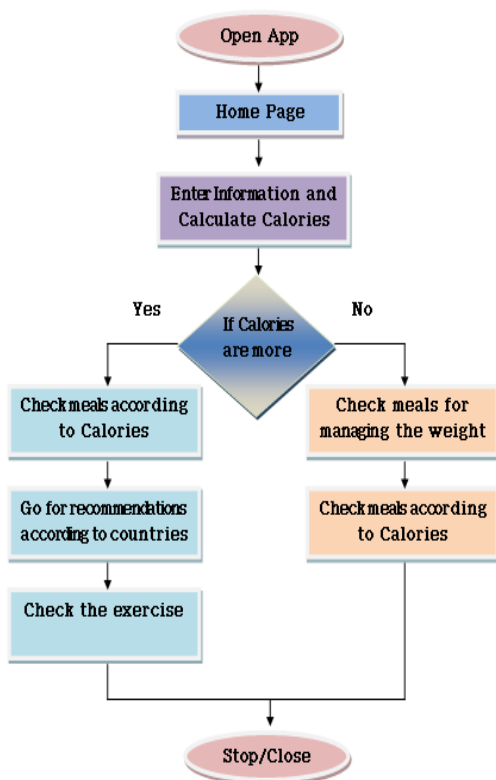 Open App
Home Page
Enter Information and
Calculate Calories
Yes
No
If Calories
are more
Check meals according
to Calories
Check meals for
managing the weight
Go for recommendations
according to countries
Check meals according
to Calories
Check the exercise
Stop/Close